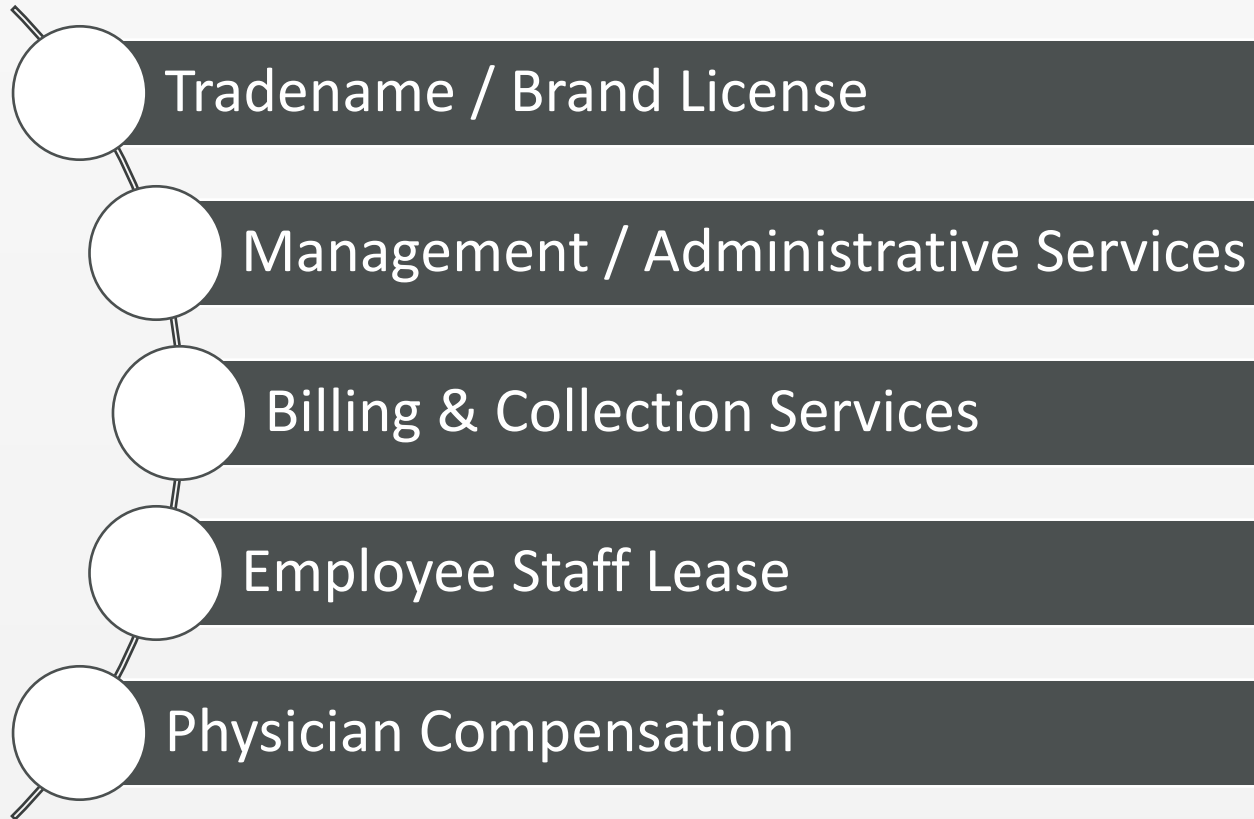 Tradename / Brand License
Management / Administrative Services
Billing & Collection Services
Employee Staff Lease
Physician Compensation